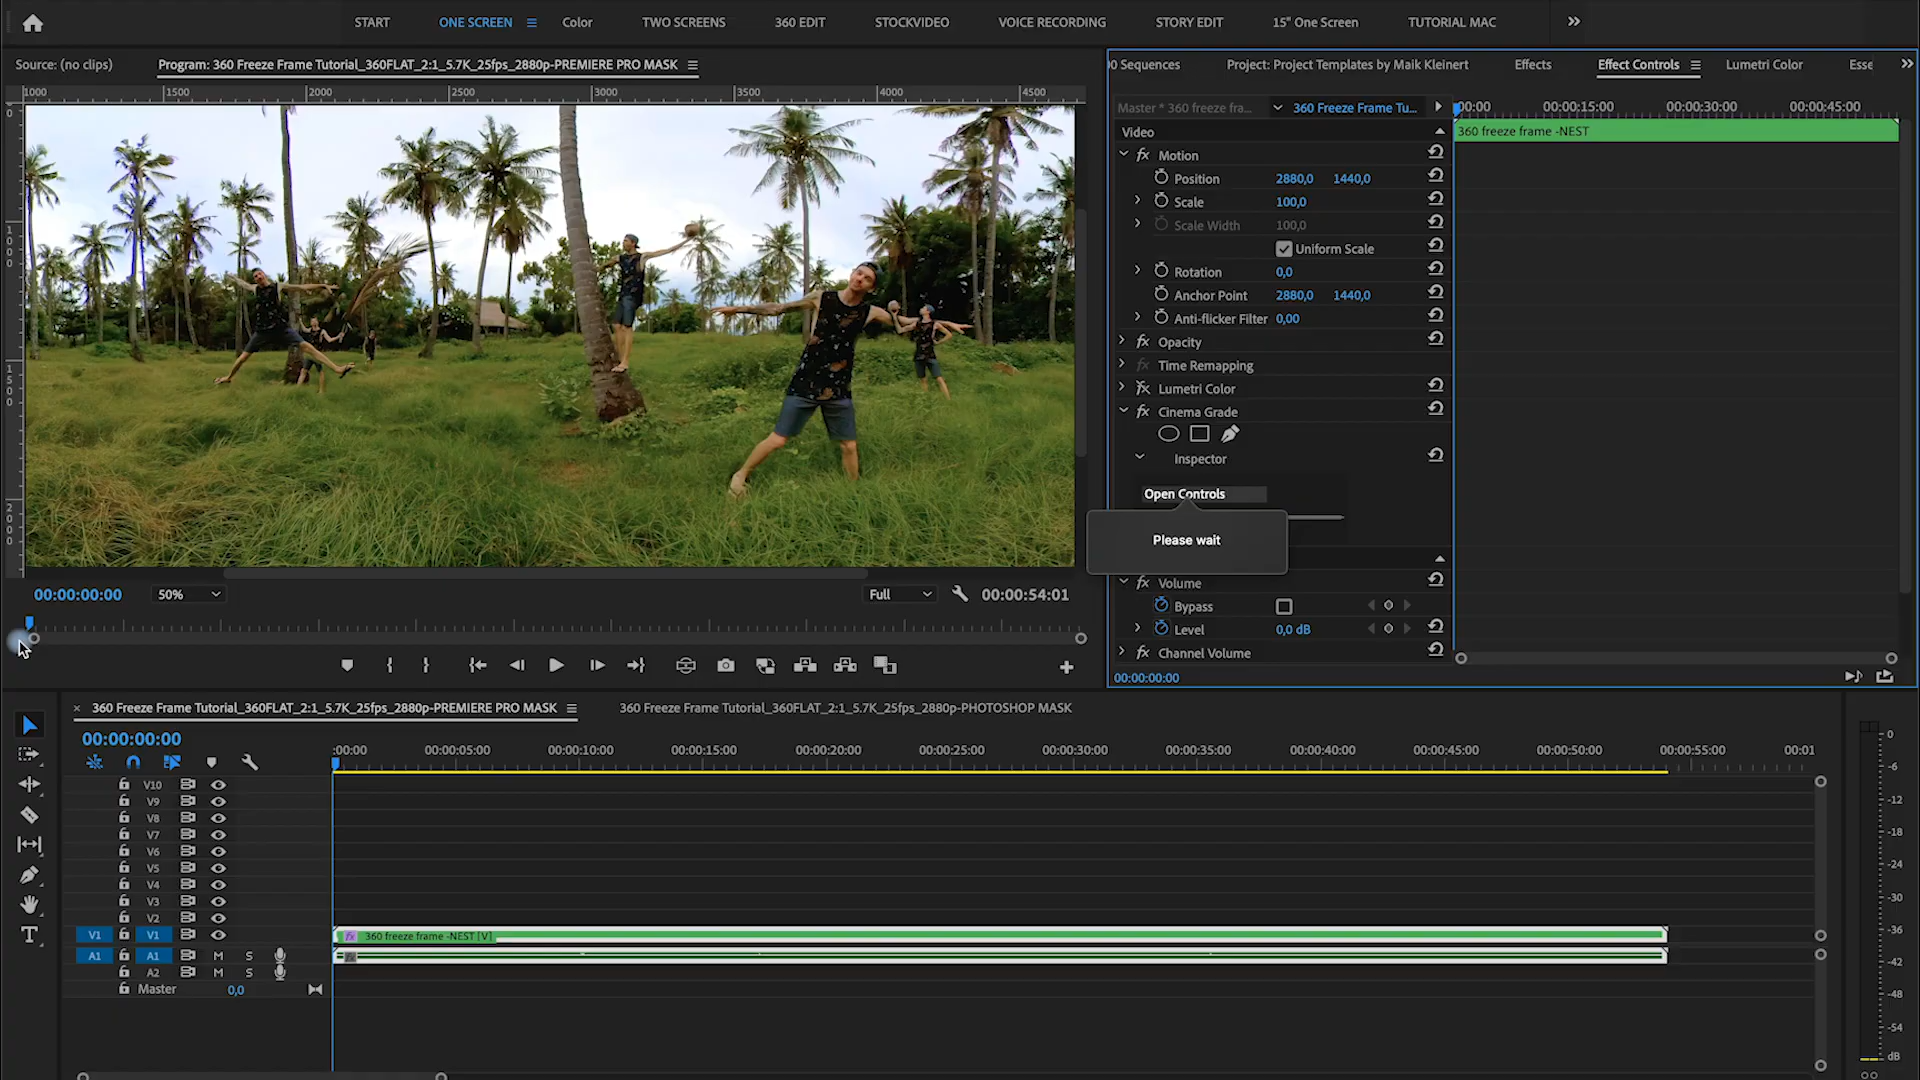 START ONE SCREEN Color TWO SCREENS 360 EDIT STOCKVIDEO VOICE RECORDING STORY EDIT 15" One Screen TUTORIAL MAC
Source: (no clips) Program: 360 Freeze Frame Tutorial_360FLAT_2:1_5.7K_25fps_2880p-PREMIERE PRO MASK
1000 1500 2000 2500 3000 3500 4000 4500
0
1000
1500
2000
00:00:00:00 50% Full 00:00:54:01
0 Sequences Project: Project Templates by Maik Kleinert Effects Effect Controls Lumetri Color Esse
Master * 360 freeze fra... 360 Freeze Frame Tu... 00:00 00:00:15:00 00:00:30:00 00:00:45:00
Video 360 freeze frame -NEST
fx Motion
Position 2880,0 1440,0
Scale 100,0
Scale Width 100,0
Uniform Scale
Rotation 0,0
Anchor Point 2880,0 1440,0
Anti-flicker Filter 0,00
fx Opacity
fx Time Remapping
fx Lumetri Color
fx Cinema Grade
Inspector
Open Controls
Please wait
fx Volume
Bypass
Level 0,0 dB
fx Channel Volume
00:00:00:00
360 Freeze Frame Tutorial_360FLAT_2:1_5.7K_25fps_2880p-PREMIERE PRO MASK 360 Freeze Frame Tutorial_360FLAT_2:1_5.7K_25fps_2880p-PHOTOSHOP MASK
00:00:00:00
:00:00 00:00:05:00 00:00:10:00 00:00:15:00 00:00:20:00 00:00:25:00 00:00:30:00 00:00:35:00 00:00:40:00 00:00:45:00 00:00:50:00 00:00:55:00 00:01
V10
V9
V8
V7
V6
V5
V4
V3
V2
V1 V1 fx 360 freeze frame -NEST [V]
A1 A1 M S fx
A2 M S
Master 0,0
0
-6
-12
-18
-24
-30
-36
-42
-48
-54
dB